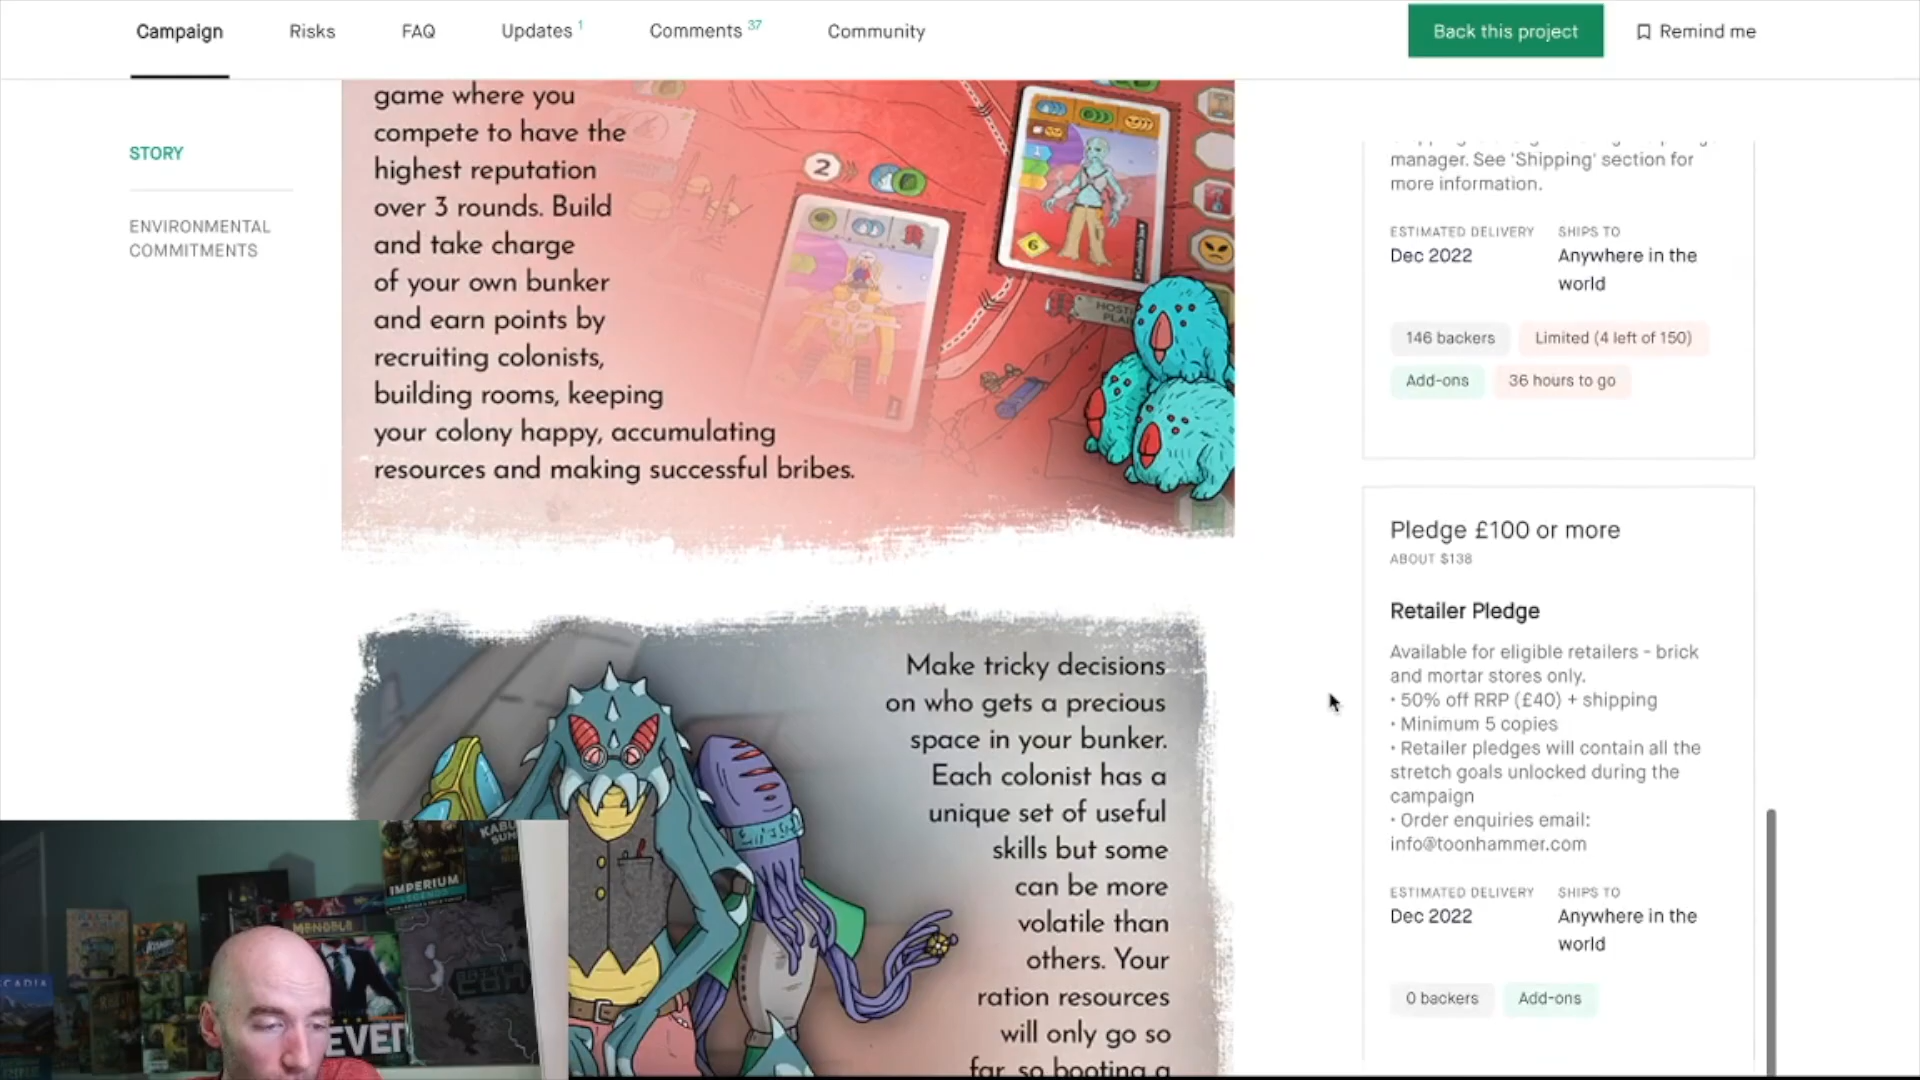 Campaign
Risks
FAQ
Updates 1
Comments 37
Community
Back this project
Remind me
STORY
ENVIRONMENTAL
COMMITMENTS
game where you
compete to have the
highest reputation
over 3 rounds. Build
and take charge
of your own bunker
and earn points by
recruiting colonists,
building rooms, keeping
your colony happy, accumulating
resources and making successful bribes.
2
6
Make tricky decisions
on who gets a precious
space in your bunker.
Each colonist has a
unique set of useful
skills but some
can be more
volatile than
others. Your
ration resources
will only go so
far, so booting a
manager. See 'Shipping' section for
more information.
ESTIMATED DELIVERY
Dec 2022
SHIPS TO
Anywhere in the
world
146 backers
Limited (4 left of 150)
Add-ons
36 hours to go
Pledge £100 or more
ABOUT $138
Retailer Pledge
Available for eligible retailers - brick
and mortar stores only.
• 50% off RRP (£40) + shipping
• Minimum 5 copies
• Retailer pledges will contain all the
stretch goals unlocked during the
campaign
• Order enquiries email:
info@toonhammer.com
ESTIMATED DELIVERY
Dec 2022
SHIPS TO
Anywhere in the
world
0 backers
Add-ons
IMPERIUM